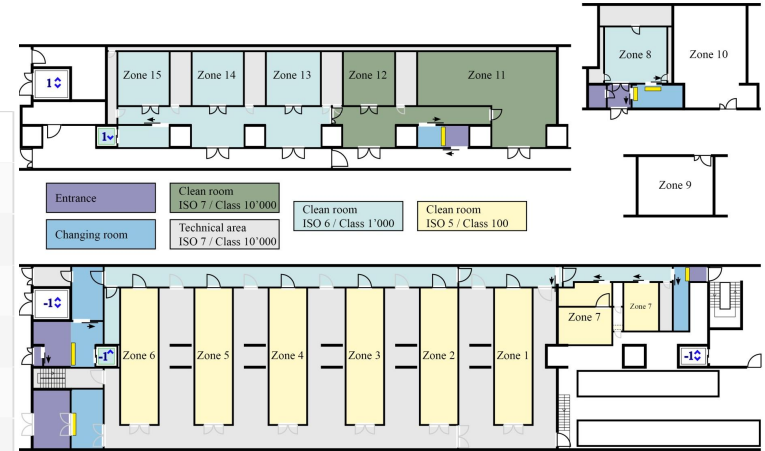 Zone 8
Zone 10
Zone 15
Zone 14
Zone 13
Zone 12
Zone 11
1
1
Zone 9
Entrance
Changing room
Clean room
ISO 7 / Class 10’000
Technical area
ISO 7 / Class 10’000
Clean room
ISO 6 / Class 1’000
Clean room
ISO 5 / Class 100
-1
Zone 7
Zone 7
-1
Zone 6
Zone 5
Zone 4
Zone 3
Zone 2
Zone 1
-1